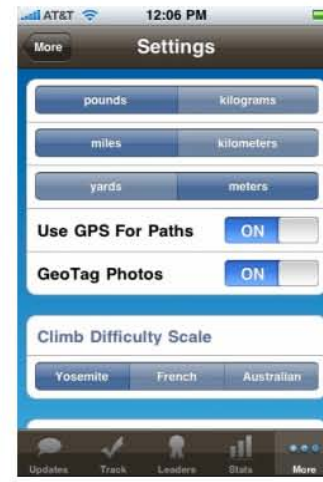 AT&T 12:06 PM
More Settings
pounds kilograms
miles kilometers
yards meters
Use GPS For Paths ON
GeoTag Photos ON
Climb Difficulty Scale
Yosemite French Australian
Updates Track Leaders Stats More